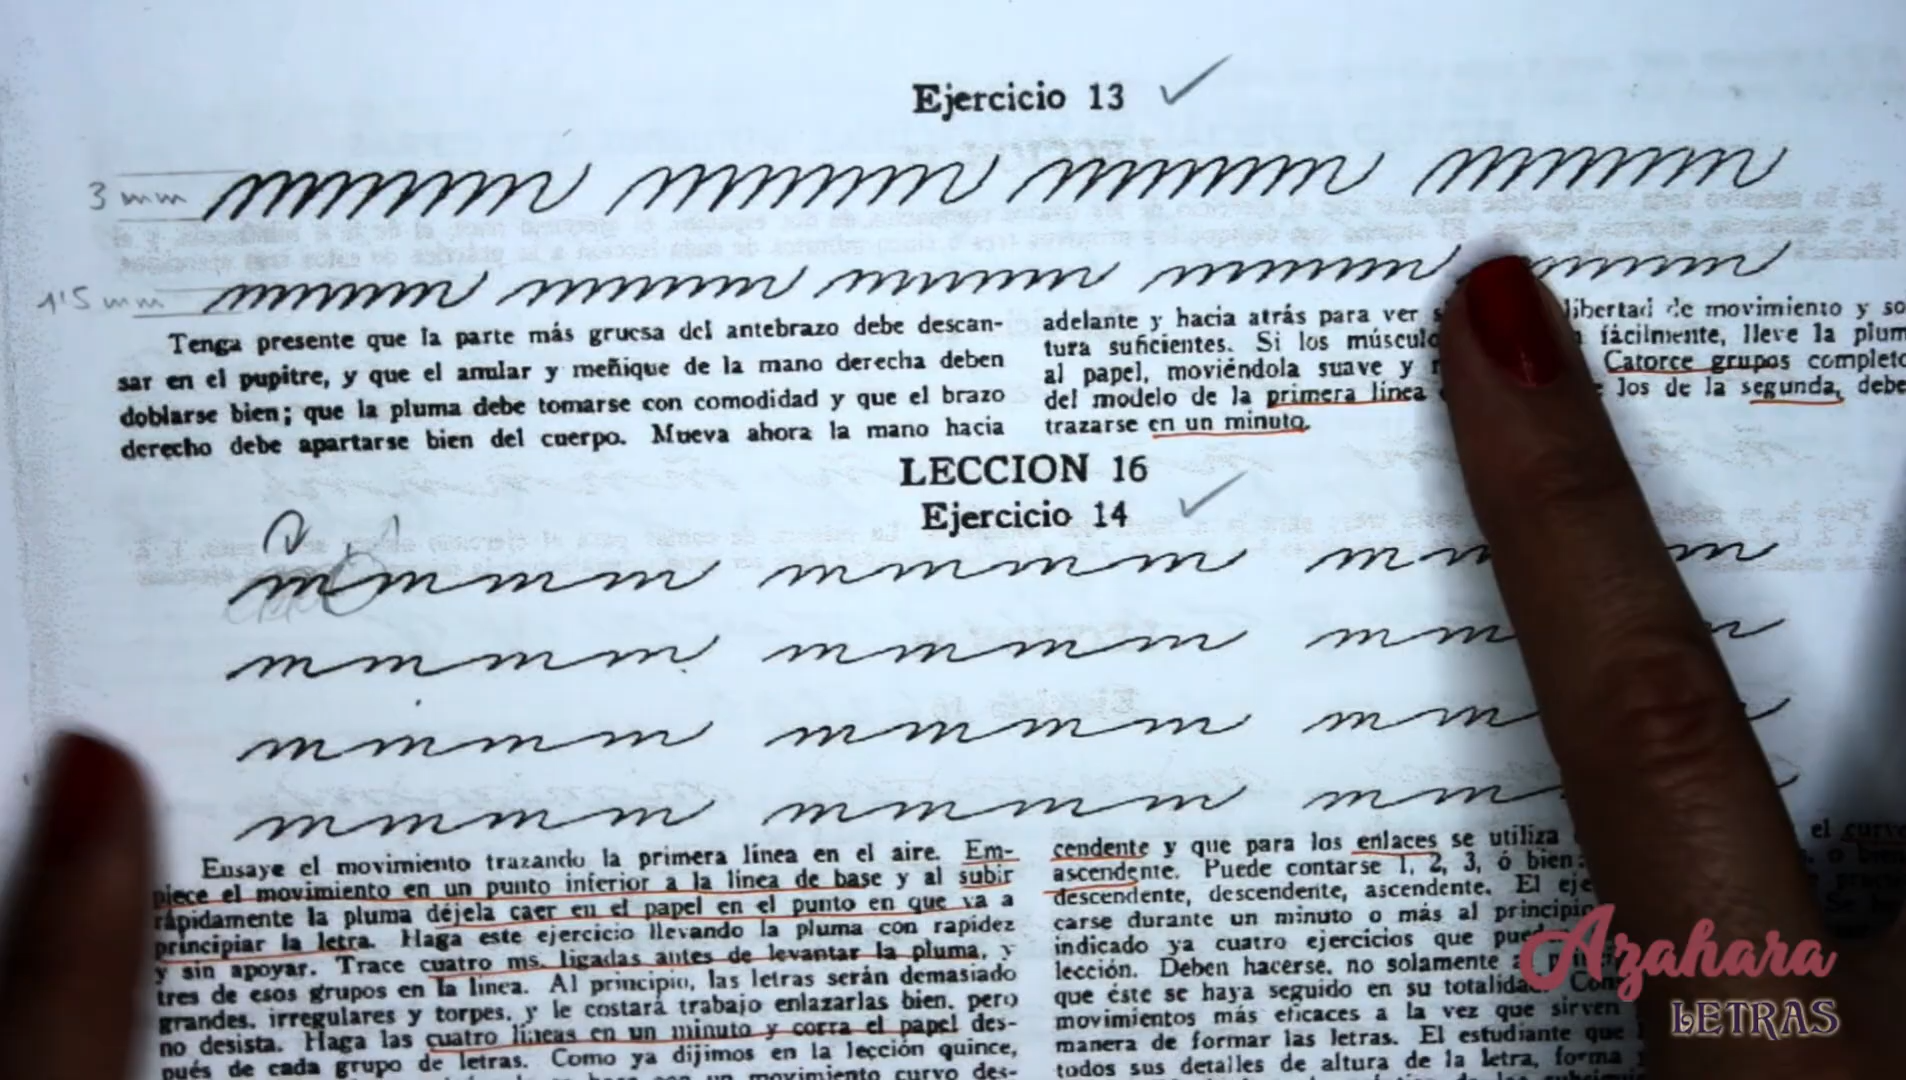 Ejercicio 13
3 mm
1'5 mm
Tenga presente que la parte más gruesa del antebrazo debe descan-
sar en el pupitre, y que el anular y meñique de la mano derecha deben
doblarse bien; que la pluma debe tomarse con comodidad y que el brazo
derecho debe apartarse bien del cuerpo. Mueva ahora la mano hacia
adelante y hacia atrás para ver libertad de movimiento y
tura suficientes. Si los fácilmente, lleve la
al papel, moviéndola suave y Catorce grupos
del modelo de la primera línea los de la segunda,
trazarse en un minuto.
LECCION 16
Ejercicio 14
m m m m m m m m m m
m m m m m m m m m m
m m m m m m m m m m
m m m m m m m m m m
Ensaye el movimiento trazando la primera línea en el aire. Em-
piece el movimiento en un punto inferior a la línea de base y al subir
rápidamente la pluma déjela caer en el papel en el punto en que va a
principiar la letra. Haga este ejercicio llevando la pluma con rapidez
y sin apoyar. Trace cuatro ms. ligadas antes de levantar la pluma, y
tres de esos grupos en la línea. Al principio, las letras serán demasiado
grandes, irregulares y torpes, y le costará trabajo enlazarlas bien, pero
no desista. Haga las cuatro líneas en un minuto y corra el papel des-
pués de cada grupo de letras. Como ya dijimos en la lección quince,
con un movimiento curvo des-
cendente y que para los enlaces se utiliza el
ascendente. Puede contarse 1, 2, 3, ó bien:
descendente, descendente, ascendente. El
carse durante un minuto o más al principio
indicado ya cuatro ejercicios que
lección. Deben hacerse, no solamente
que éste se haya seguido en su
movimientos más eficaces a la vez que sirven
manera de formar las letras. El estudiante que
todos sus detalles de altura de la letra, forma
Azahara
LETRAS